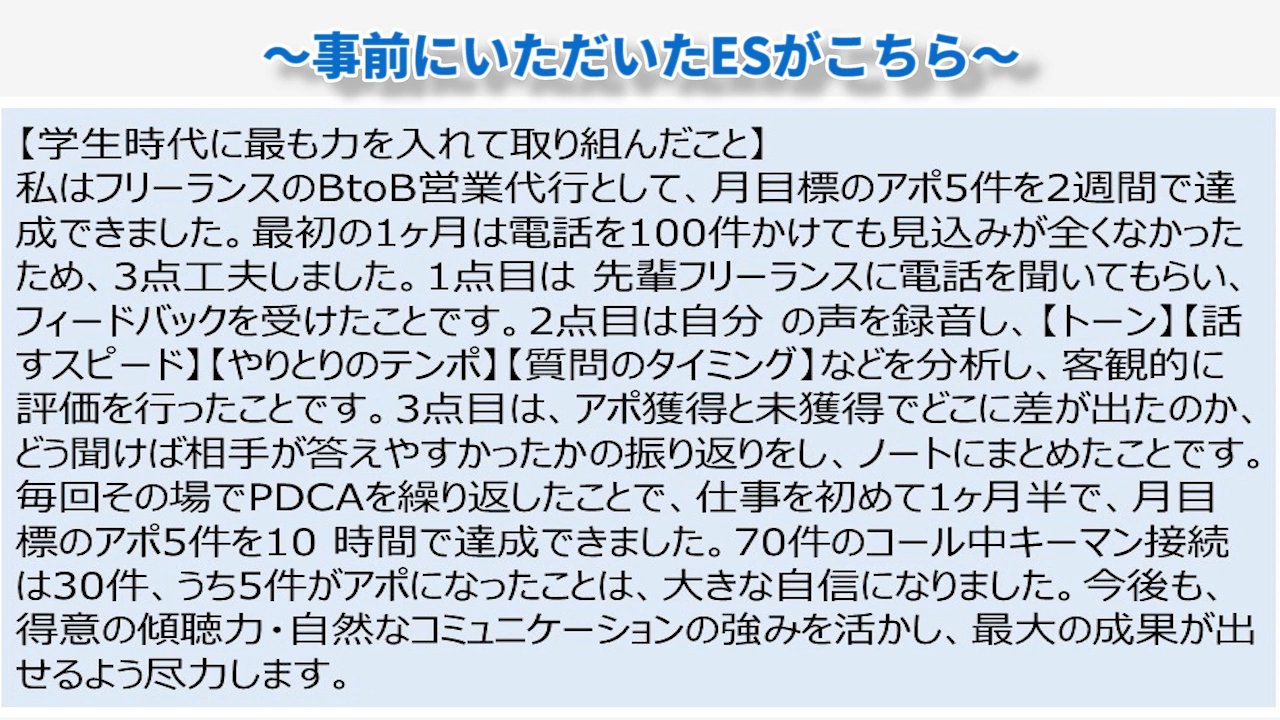 ～事前にいただいたESがこちら～
【学生時代に最も力を入れて取り組んだこと】
私はフリーランスのBtoB営業代行として、月目標のアポ5件を2週間で達
成できました。最初の1ヶ月は電話を100件かけても見込みが全くなかった
ため、3点工夫しました。1点目は 先輩フリーランスに電話を聞いてもらい、
フィードバックを受けたことです。2点目は自分 の声を録音し、【トーン】【話
すスピード】【やりとりのテンポ】【質問のタイミング】などを分析し、客観的に
評価を行ったことです。3点目は、アポ獲得と未獲得でどこに差が出たのか、
どう聞けば相手が答えやすかったかの振り返りをし、ノートにまとめたことです。
毎回その場でPDCAを繰り返したことで、仕事を初めて1ヶ月半で、月目
標のアポ5件を10 時間で達成できました。70件のコール中キーマン接続
は30件、うち5件がアポになったことは、大きな自信になりました。今後も、
得意の傾聴力・自然なコミュニケーションの強みを活かし、最大の成果が出
せるよう尽力します。